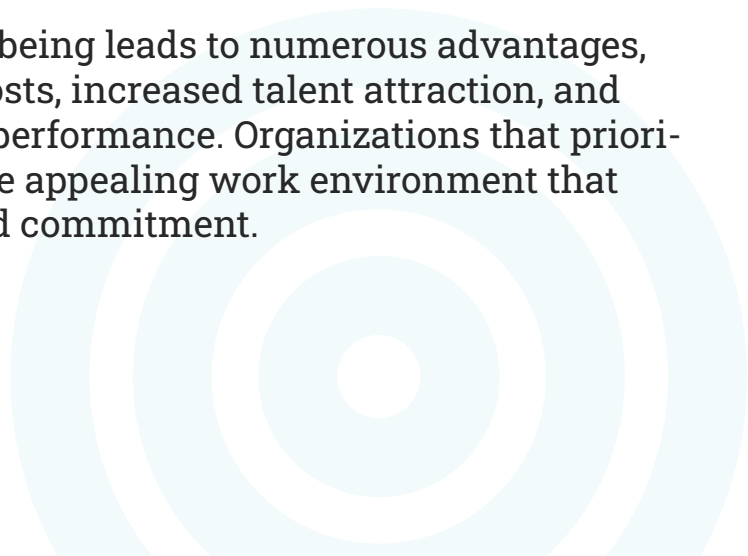 being leads to numerous advantages,
osts, increased talent attraction, and
performance. Organizations that priori-
e appealing work environment that
d commitment.